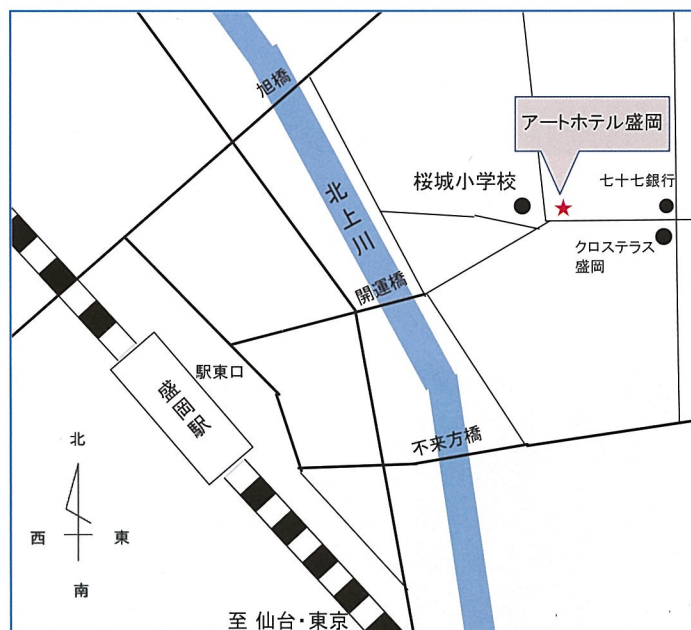 旭橋
アートホテル盛岡
桜城小学校
七十七銀行
北上川
クロステラス
盛岡
開運橋
駅東口
盛岡駅
不来方橋
北
西
東
南
至 仙台・東京